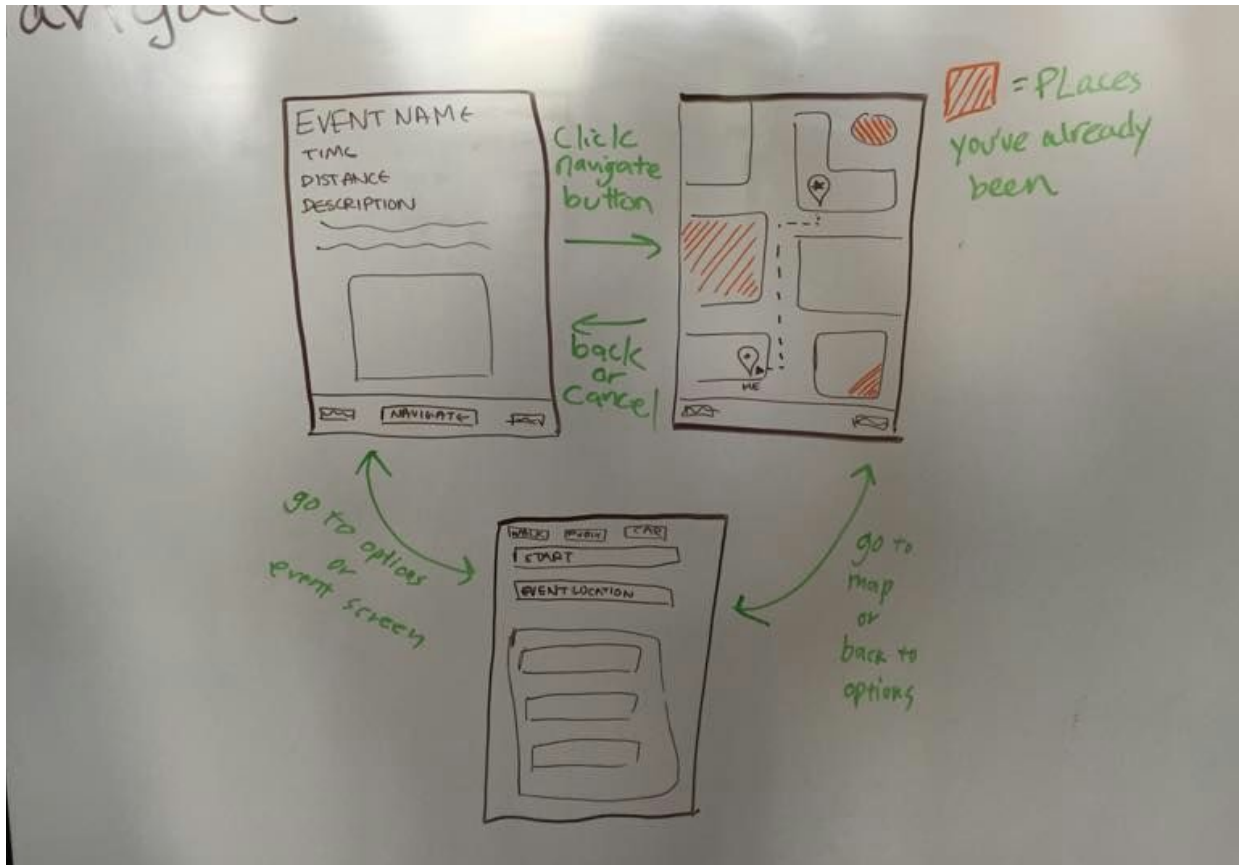 avigate
EVENT NAME
TIME
DISTANCE
DESCRIPTION
NAVIGATE
Click
navigate
button
back
or
Cancel
ME
= PLaces
you've already
been
go to options
or
event screen
WALK PUBLIC CAR
START
EVENT LOCATION
go to
map
or
back to
options